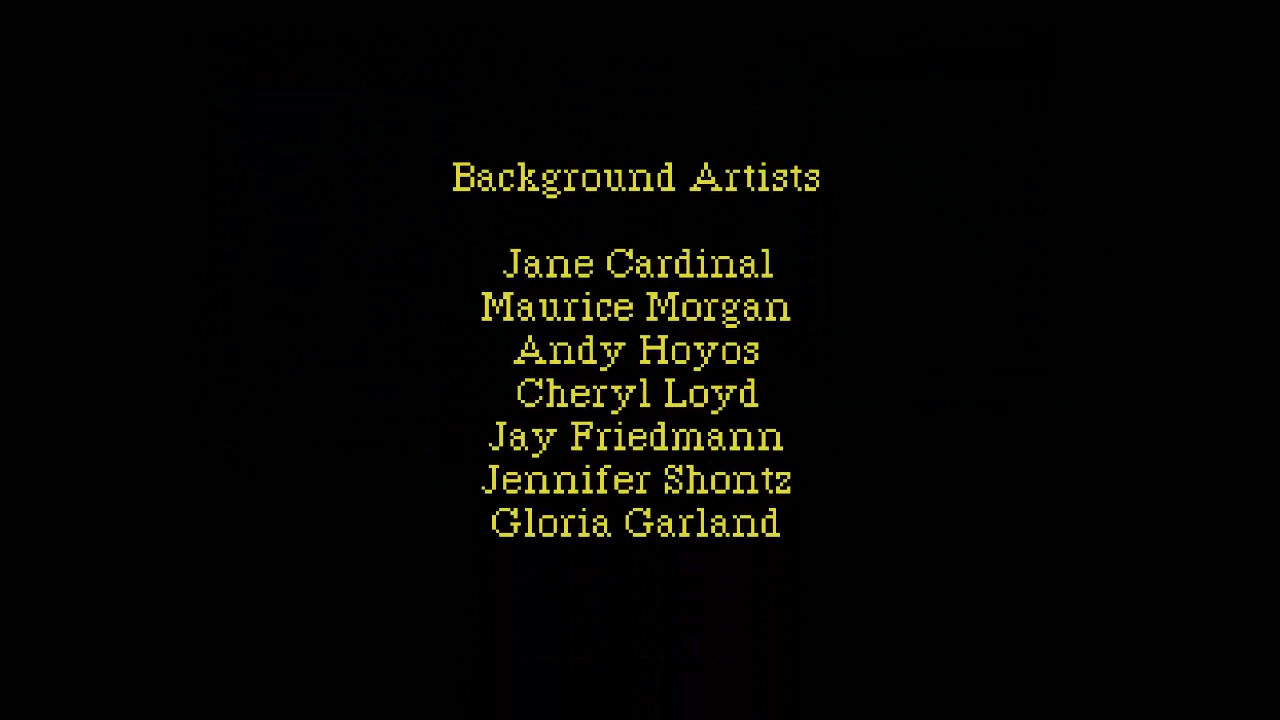 Background Artists
Jane Cardinal
Maurice Morgan
Andy Hoyos
Cheryl Loyd
Jay Friedmann
Jennifer Shontz
Gloria Garland